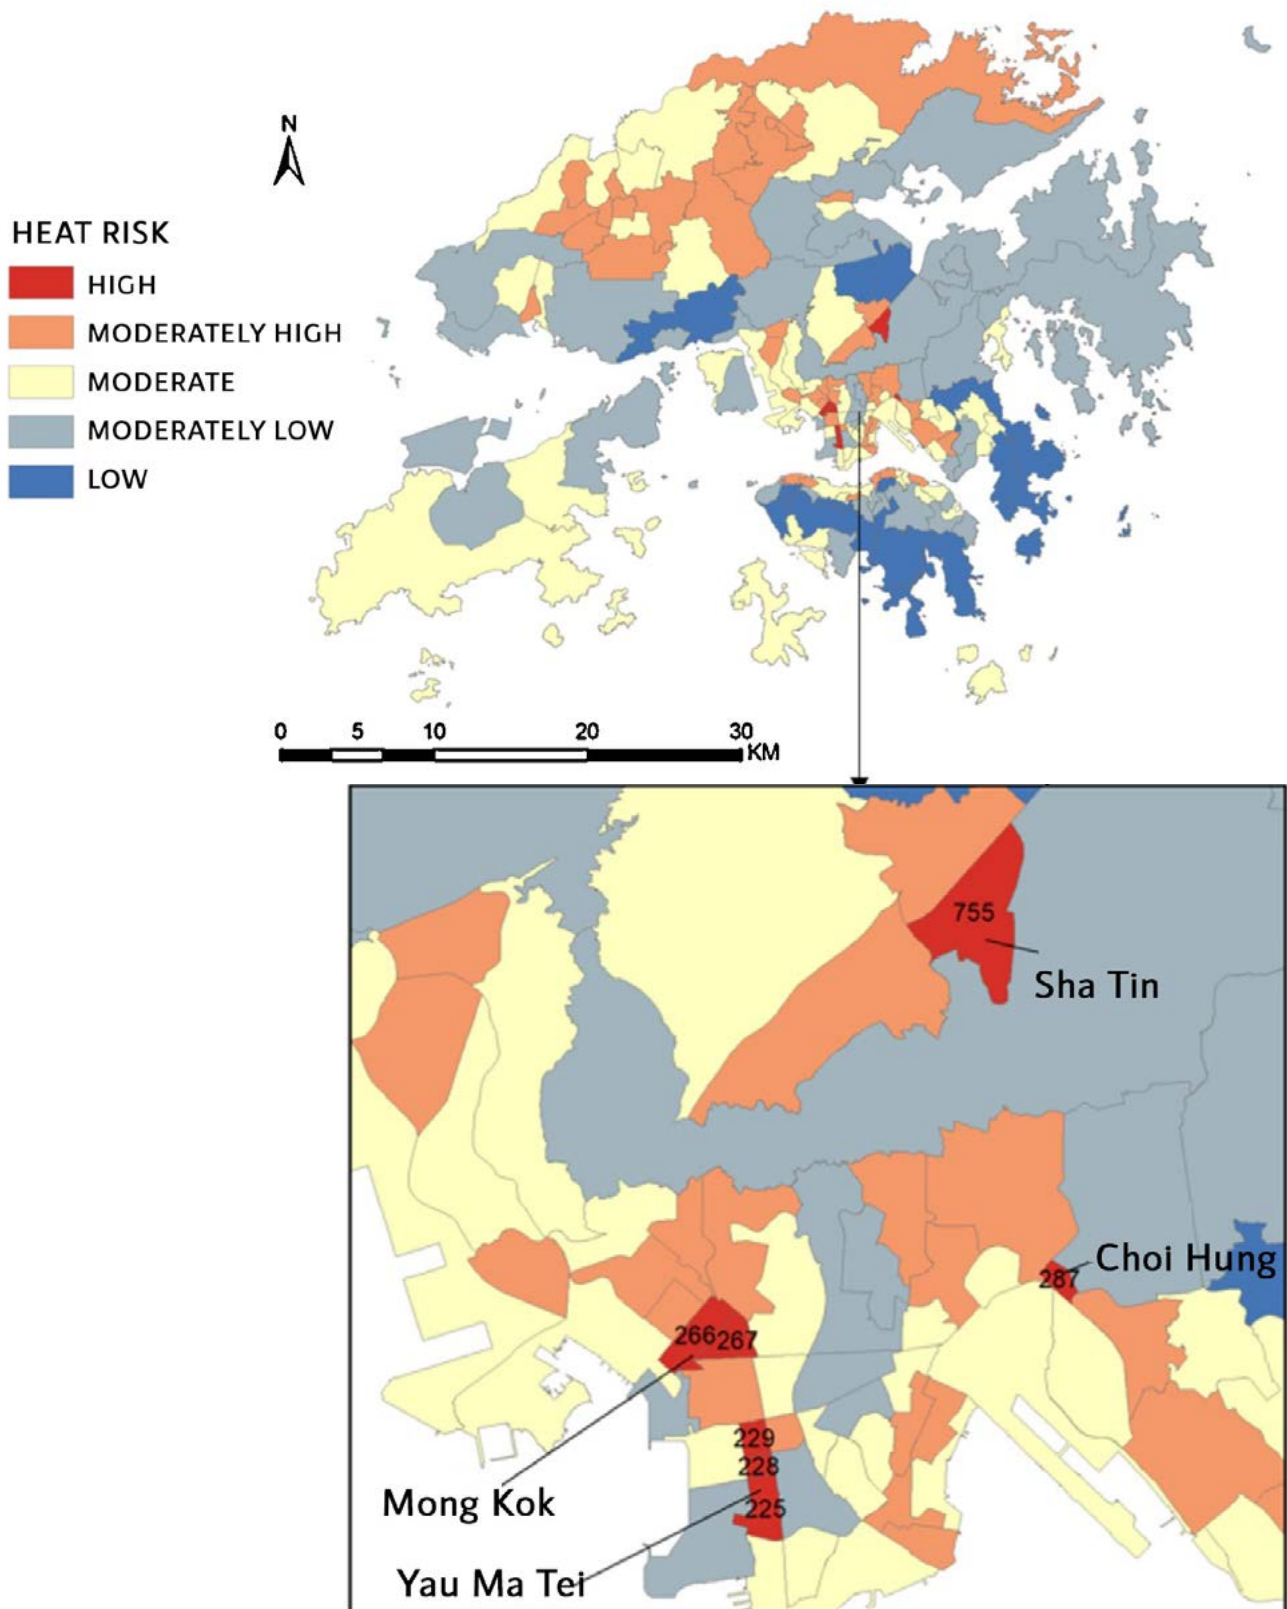 N
HEAT RISK
HIGH
MODERATELY HIGH
MODERATE
MODERATELY LOW
LOW
0 5 10 20 30
KM
755
Sha Tin
Choi Hung
287
266 267
229
228
225
Mong Kok
Yau Ma Tei